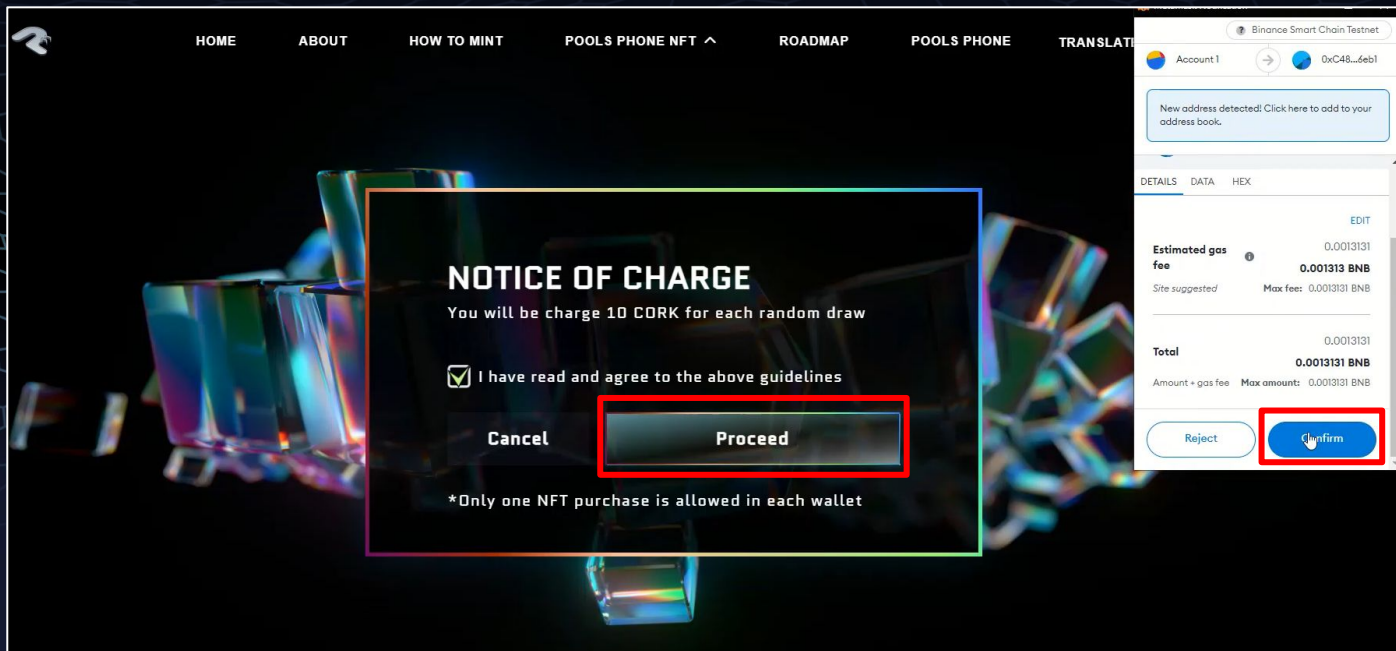 HOME ABOUT HOW TO MINT POOLS PHONE NFT ROADMAP POOLS PHONE TRANSLATI
NOTICE OF CHARGE
You will be charge 10 CORK for each random draw
I have read and agree to the above guidelines
Cancel Proceed
*Only one NFT purchase is allowed in each wallet
Binance Smart Chain Testnet
Account 1 0xC48...6eb1
New address detected! Click here to add to your
address book.
DETAILS DATA HEX
EDIT
Estimated gas fee 0.0013131
0.001313 BNB
Site suggested Max fee: 0.0013131 BNB
Total 0.0013131
0.0013131 BNB
Amount + gas fee Max amount: 0.0013131 BNB
Reject Confirm